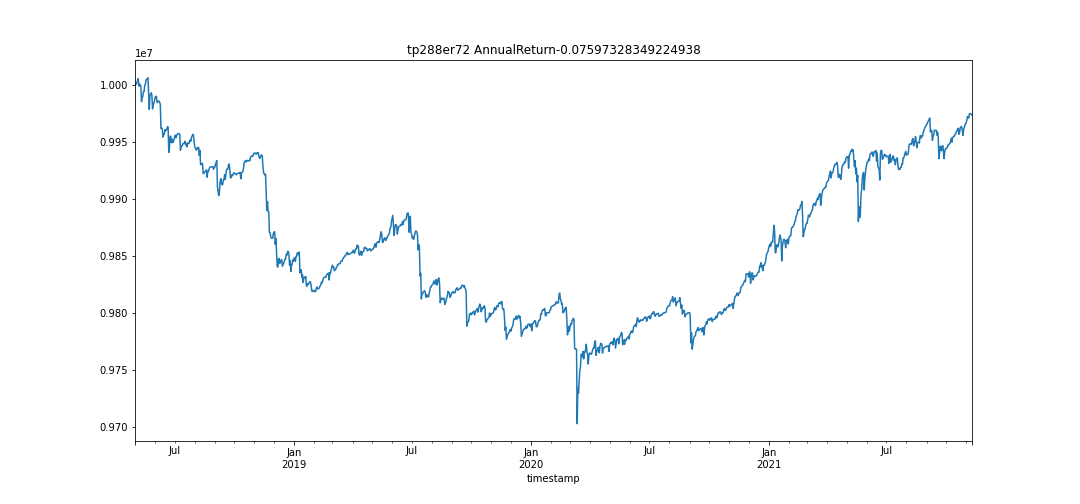 tp288er72 AnnualReturn-0.07597328349224938
1e7
1.000
0.995
0.990
0.985
0.980
0.975
0.970
Jul
Jan
2019
Jul
Jan
2020
Jul
Jan
2021
Jul
timestamp